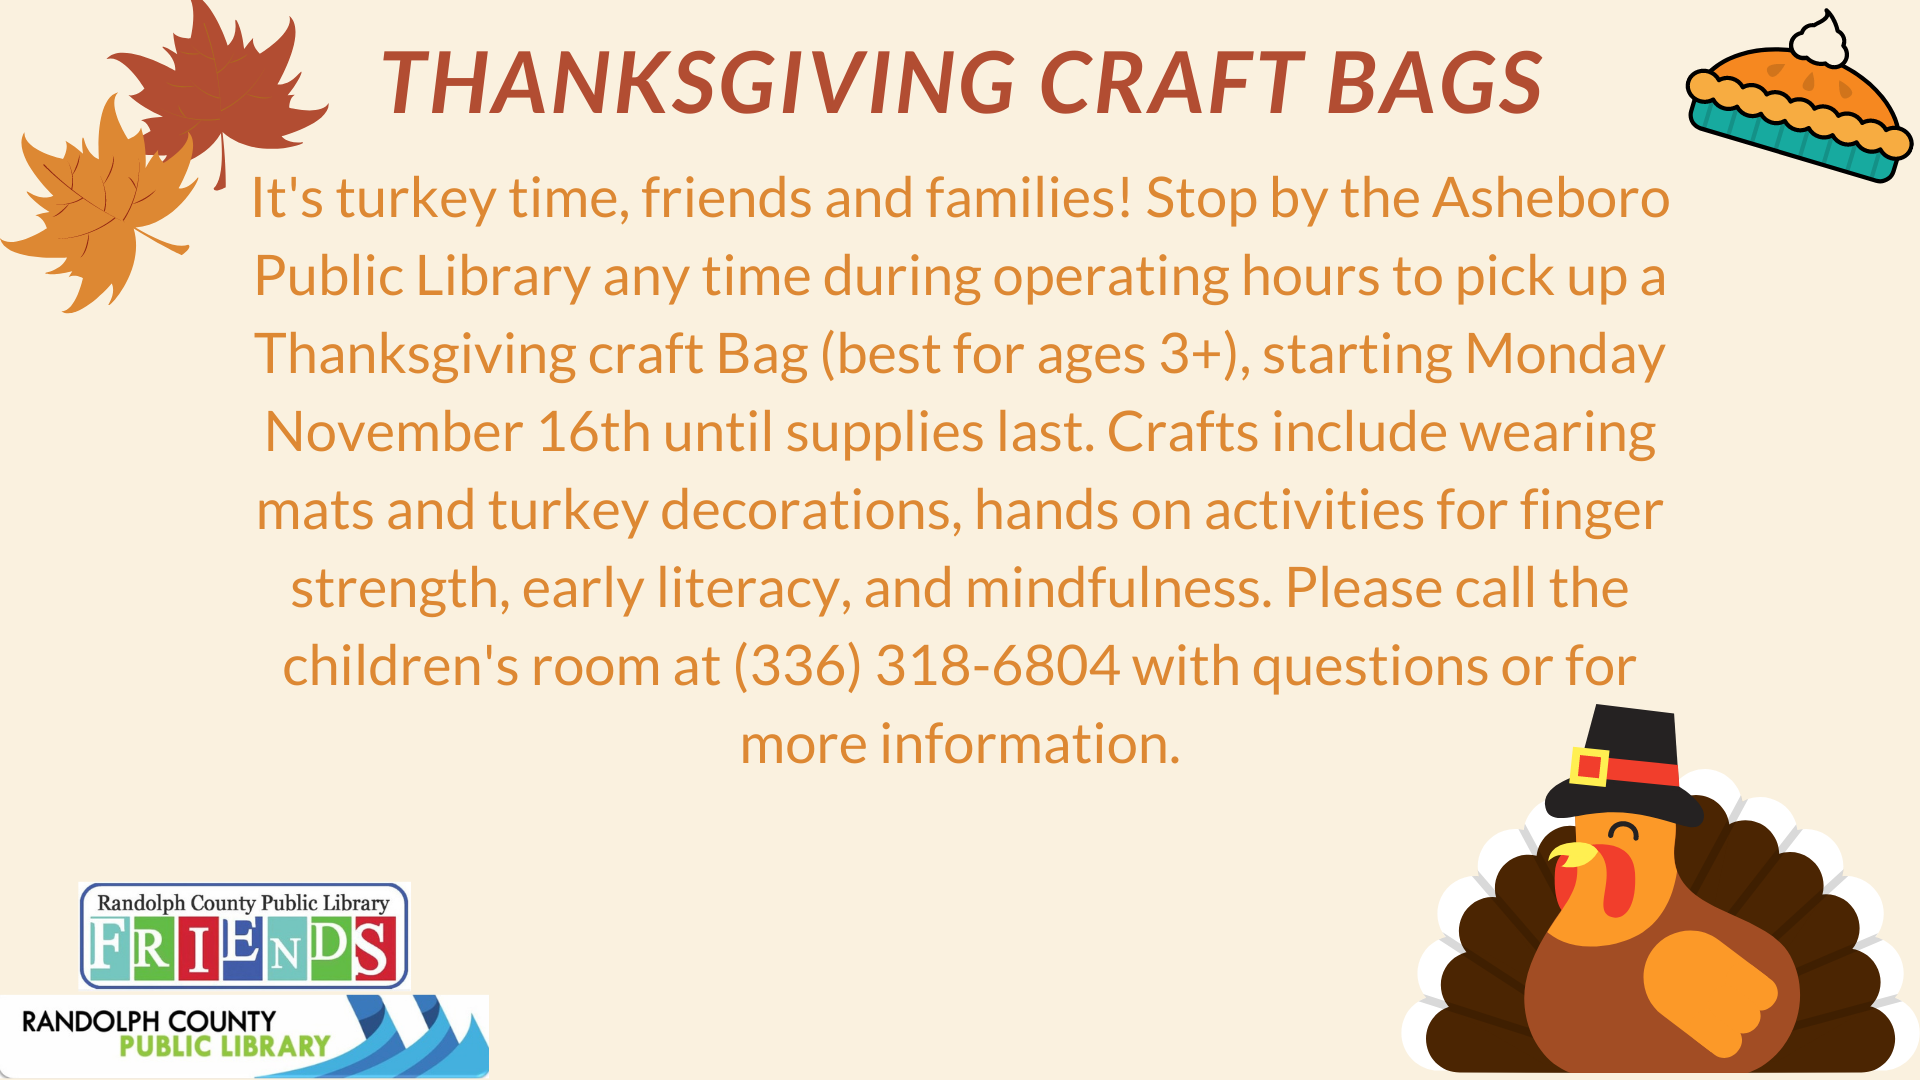 THANKSGIVING CRAFT BAGS
It's turkey time, friends and families! Stop by the Asheboro
Public Library any time during operating hours to pick up a
Thanksgiving craft Bag (best for ages 3+), starting Monday
November 16th until supplies last. Crafts include wearing
mats and turkey decorations, hands on activities for finger
strength, early literacy, and mindfulness. Please call the
children's room at (336) 318-6804 with questions or for
more information.
Randolph County Public Library
FRIENDS
RANDOLPH COUNTY
PUBLIC LIBRARY